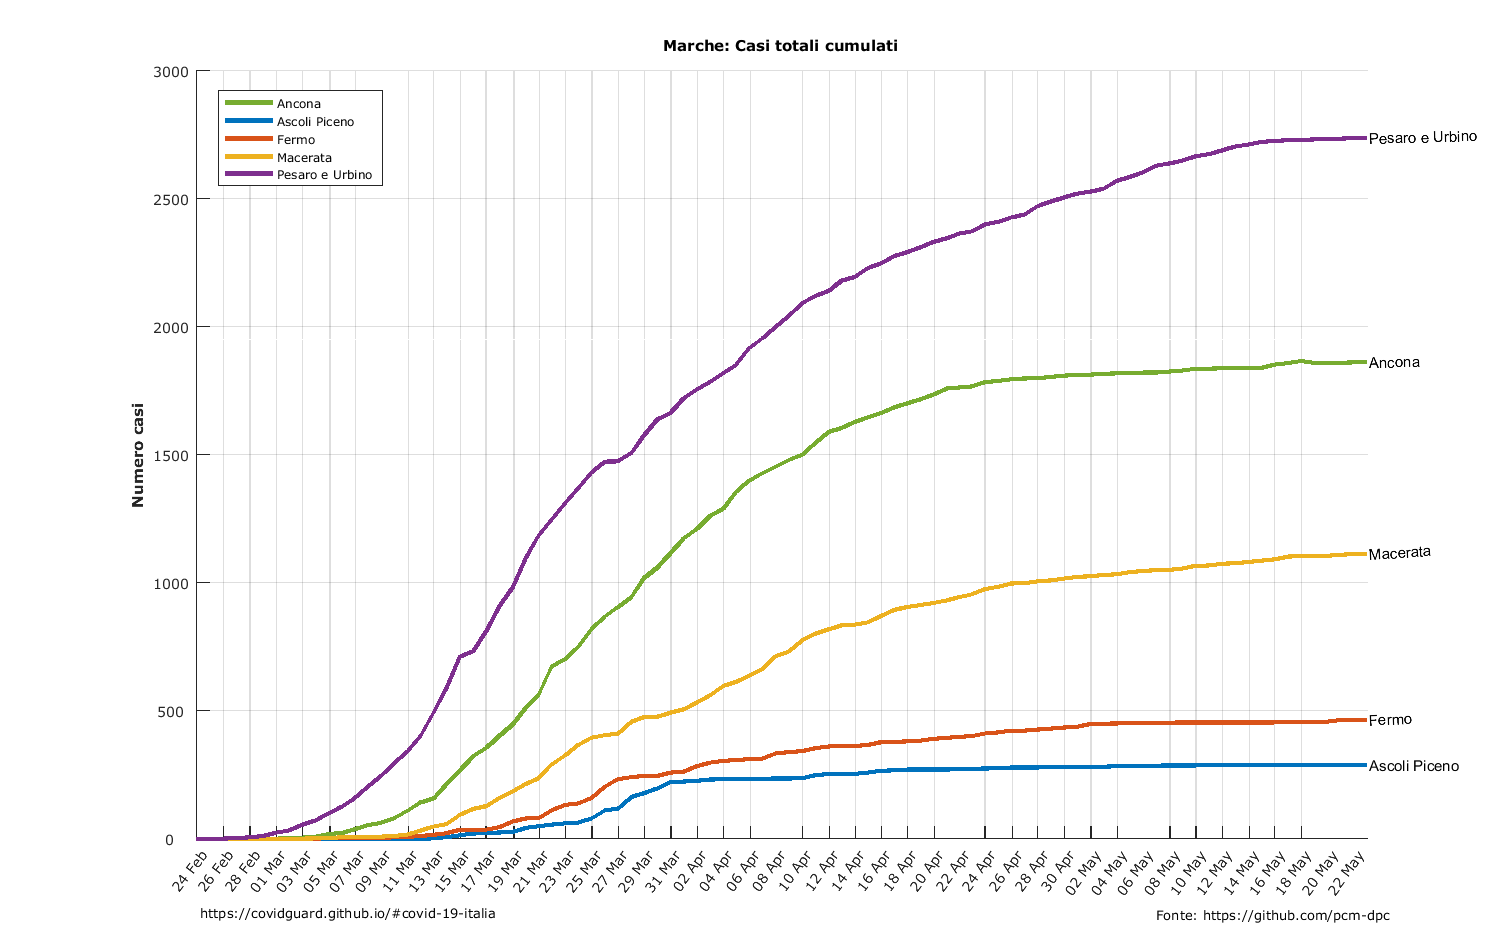 Marche: Casi totali cumulati
3000
2500
2000
1500
1000
500
0
Numero casi
Ancona
Ascoli Piceno
Fermo
Macerata
Pesaro e Urbino
Pesaro e Urbino
Ancona
Macerata
Fermo
Ascoli Piceno
24 Feb
26 Feb
28 Feb
01 Mar
03 Mar
05 Mar
07 Mar
09 Mar
11 Mar
13 Mar
15 Mar
17 Mar
19 Mar
21 Mar
23 Mar
25 Mar
27 Mar
29 Mar
31 Mar
02 Apr
04 Apr
06 Apr
08 Apr
10 Apr
12 Apr
14 Apr
16 Apr
18 Apr
20 Apr
22 Apr
24 Apr
26 Apr
28 Apr
30 Apr
02 May
04 May
06 May
08 May
10 May
12 May
14 May
16 May
18 May
20 May
22 May
https://covidguard.github.io/#covid-19-italia
Fonte: https://github.com/pcm-dpc